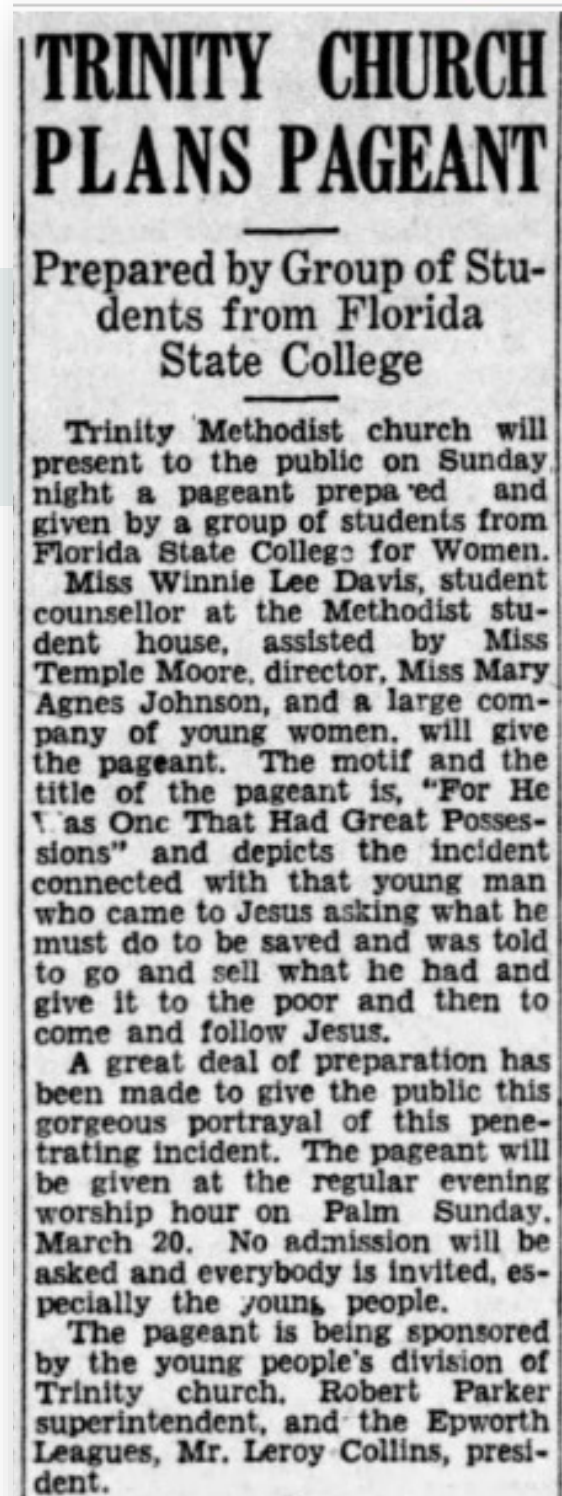 TRINITY CHURCH
PLANS PAGEANT
Prepared by Group of Stu-
dents from Florida
State College
Trinity Methodist church will
present to the public on Sunday
night a pageant prepared and
given by a group of students from
Florida State College for Women.
Miss Winnie Lee Davis, student
counsellor at the Methodist stu-
dent house, assisted by Miss
Temple Moore, director, Miss Mary
Agnes Johnson, and a large com-
pany of young women, will give
the pageant. The motif and the
title of the pageant is, "For He
Was One That Had Great Posses-
sions" and depicts the incident
connected with that young man
who came to Jesus asking what he
must do to be saved and was told
to go and sell what he had and
give it to the poor and then to
come and follow Jesus.
A great deal of preparation has
been made to give the public this
gorgeous portrayal of this pene-
trating incident. The pageant will
be given at the regular evening
worship hour on Palm Sunday,
March 20. No admission will be
asked and everybody is invited, es-
pecially the young people.
The pageant is being sponsored
by the young people's division of
Trinity church, Robert Parker
superintendent, and the Epworth
Leagues, Mr. Leroy Collins, presi-
dent.